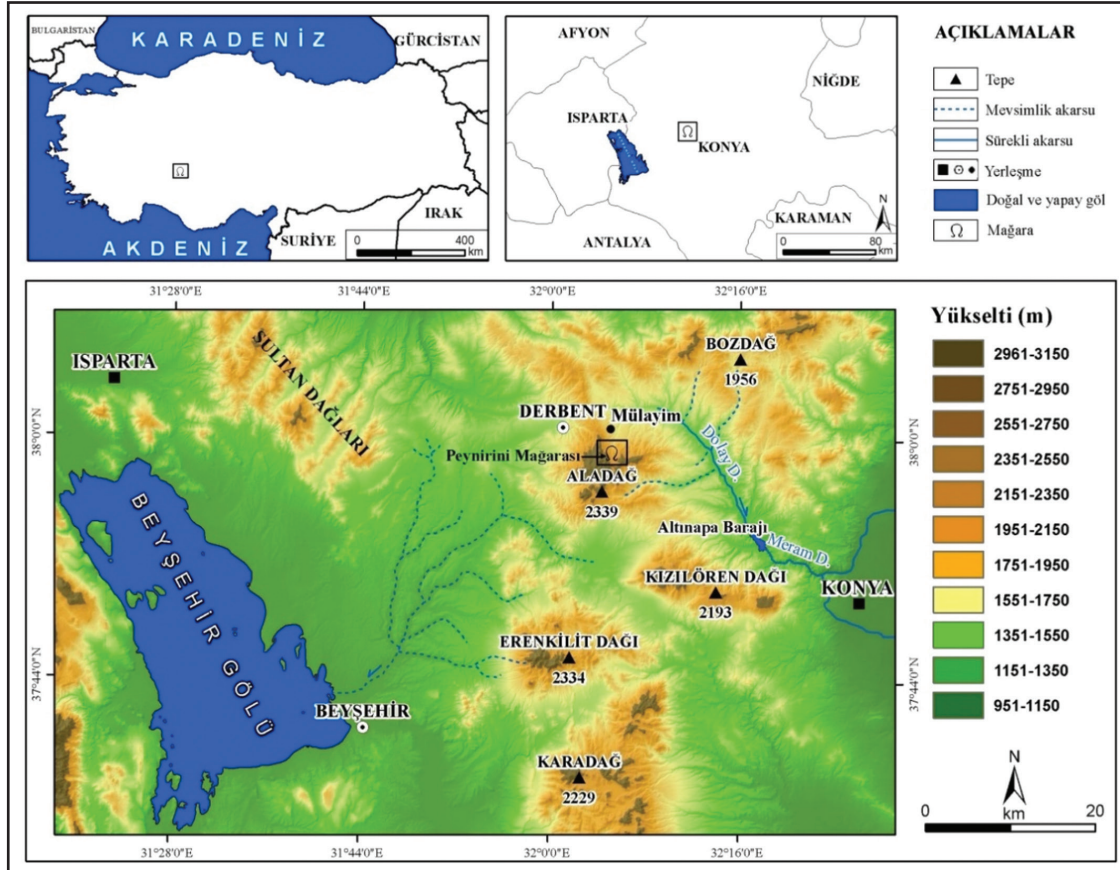 BULGARİSTAN
KARADENİZ
GÜRCİSTAN
AKDENİZ
SURİYE
IRAK
0 400
km
AFYON
NİĞDE
ISPARTA
KONYA
KARAMAN
ANTALYA
N
0 80
km
AÇIKLAMALAR
Tepe
Mevsimlik akarsu
Sürekli akarsu
Yerleşme
Doğal ve yapay göl
Mağara
31°28'0"E 31°44'0"E 32°0'0"E 32°16'0"E
38°0'0"N
37°44'0"N
ISPARTA
SULTAN DAĞLARI
BOZDAĞ
1956
DERBENT
Mülayim
Peynirini Mağarası
ALADAĞ
2339
Dolay D.
Altınapa Barajı
Meram D.
KONYA
KIZILÖREN DAĞI
2193
BEYŞEHİR GÖLÜ
ERENKİLİT DAĞI
2334
BEYŞEHİR
KARADAĞ
2229
38°0'0"N
37°44'0"N
31°28'0"E 31°44'0"E 32°0'0"E 32°16'0"E
Yükselti (m)
2961-3150
2751-2950
2551-2750
2351-2550
2151-2350
1951-2150
1751-1950
1551-1750
1351-1550
1151-1350
951-1150
N
0 20
km